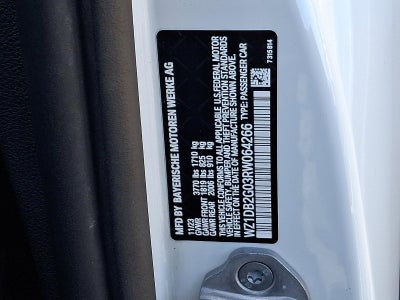 MFD BY BAYERISCHE MOTOREN WERKE AG
11/23
GVWR 3770 lbs 1710 kg
GAWR FRONT 1819 lbs 825 kg
GAWR REAR 2006 lbs 910 kg
THIS VEHICLE CONFORMS TO ALL APPLICABLE U.S.FEDERAL MOTOR
VEHICLE SAFETY, BUMPER AND THEFT PREVENTION STANDARDS
IN EFFECT ON THE DATE OF MANUFACTURE SHOWN ABOVE.
WZ1DB2G03RW064266 TYPE: PASSENGER CAR
7315814